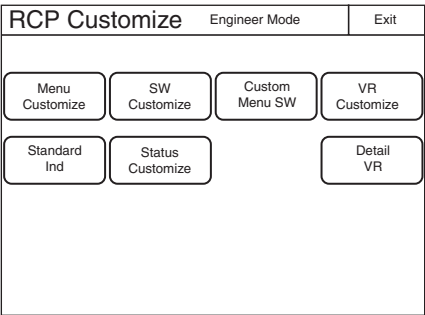 RCP Customize Engineer Mode Exit
Menu
Customize
SW
Customize
Custom
Menu SW
VR
Customize
Standard
Ind
Status
Customize
Detail
VR